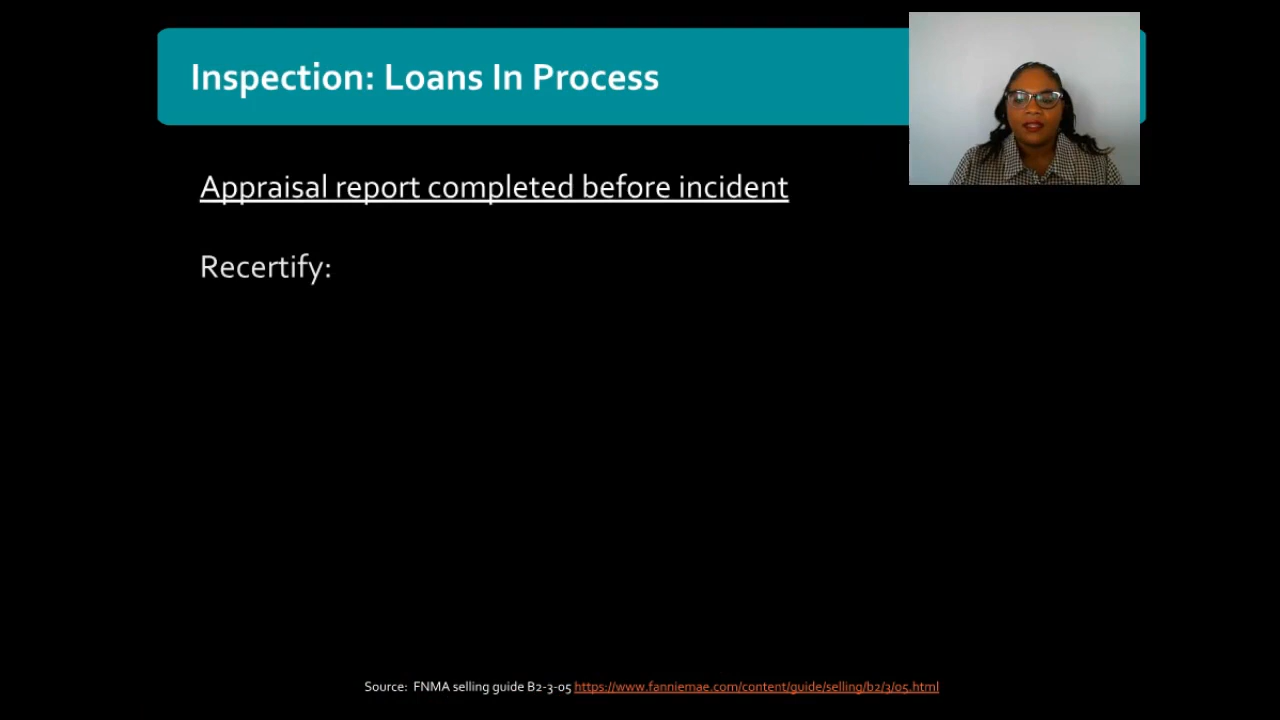 Inspection: Loans In Process
Appraisal report completed before incident
Recertify:
Source:  FNMA selling guide B2-3-05 https://www.fanniemae.com/content/guide/selling/b2/3/05.html